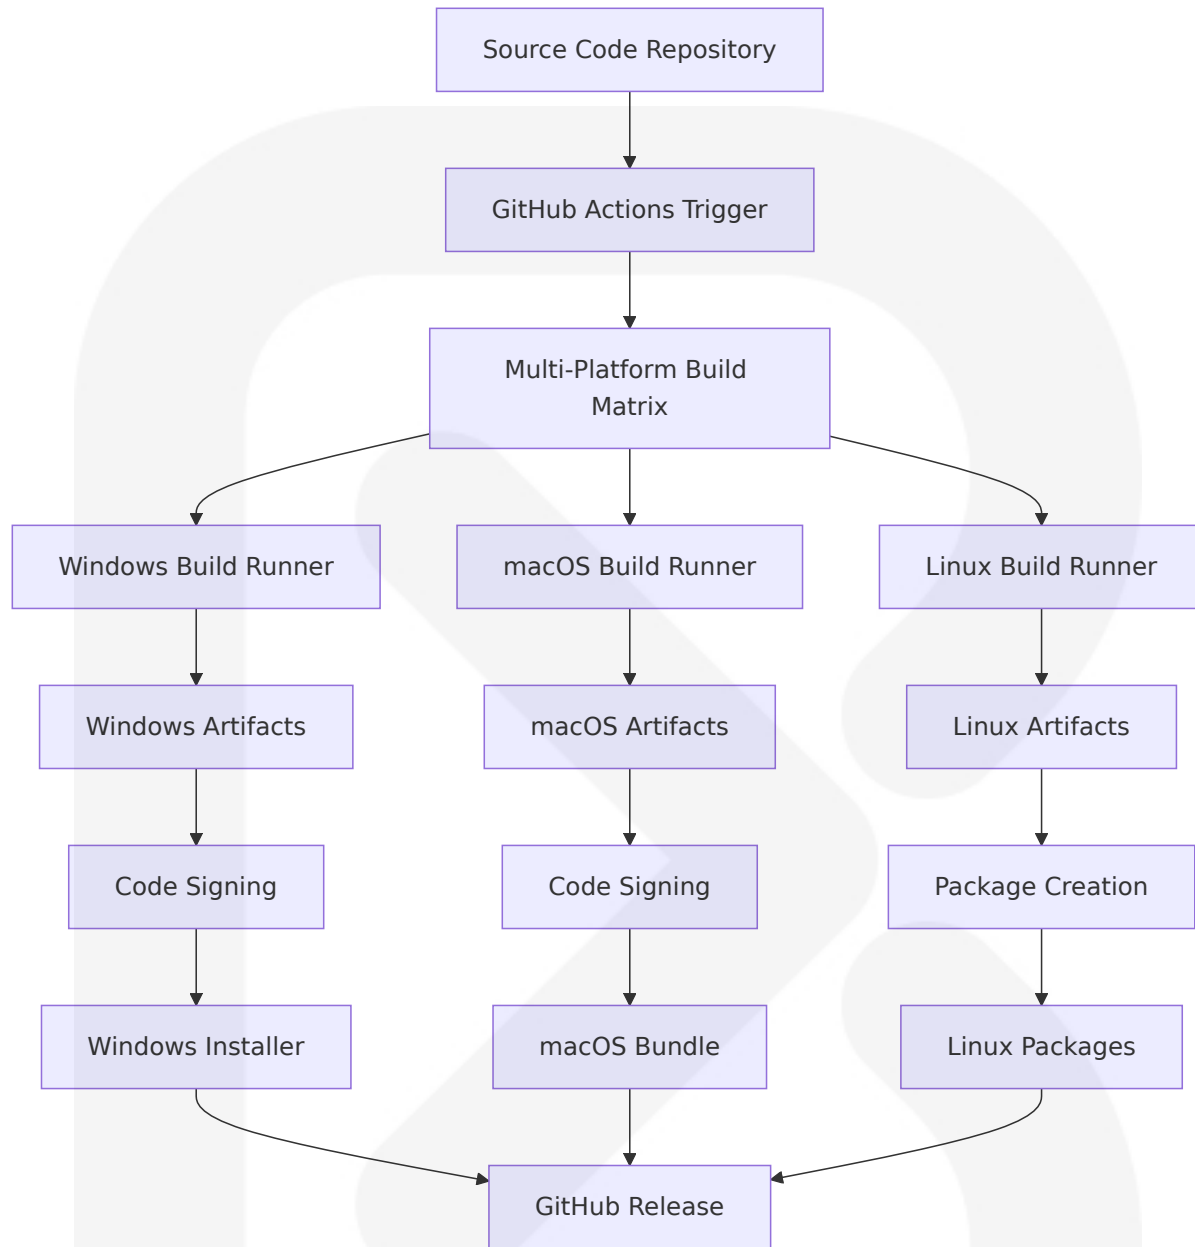 Source Code Repository
GitHub Actions Trigger
Multi-Platform Build
Matrix
Windows Build Runner
macOS Build Runner
Linux Build Runner
Windows Artifacts
macOS Artifacts
Linux Artifacts
Code Signing
Code Signing
Package Creation
Windows Installer
macOS Bundle
Linux Packages
GitHub Release